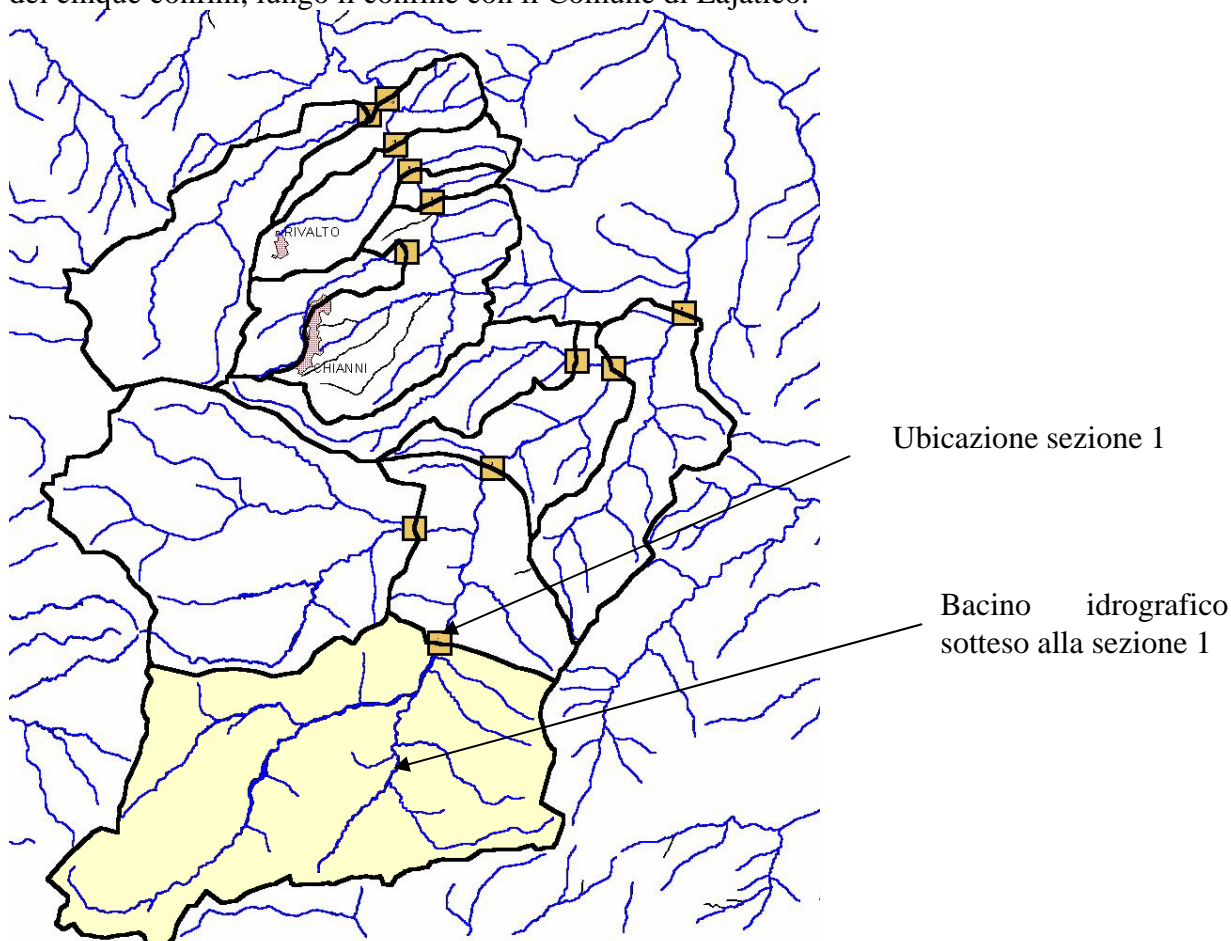 dei cinque confini, lungo il confine con il Comune di Lajatico.
RIVALTO
CHIANNI
Ubicazione sezione 1
Bacino idrografico
sotteso alla sezione 1